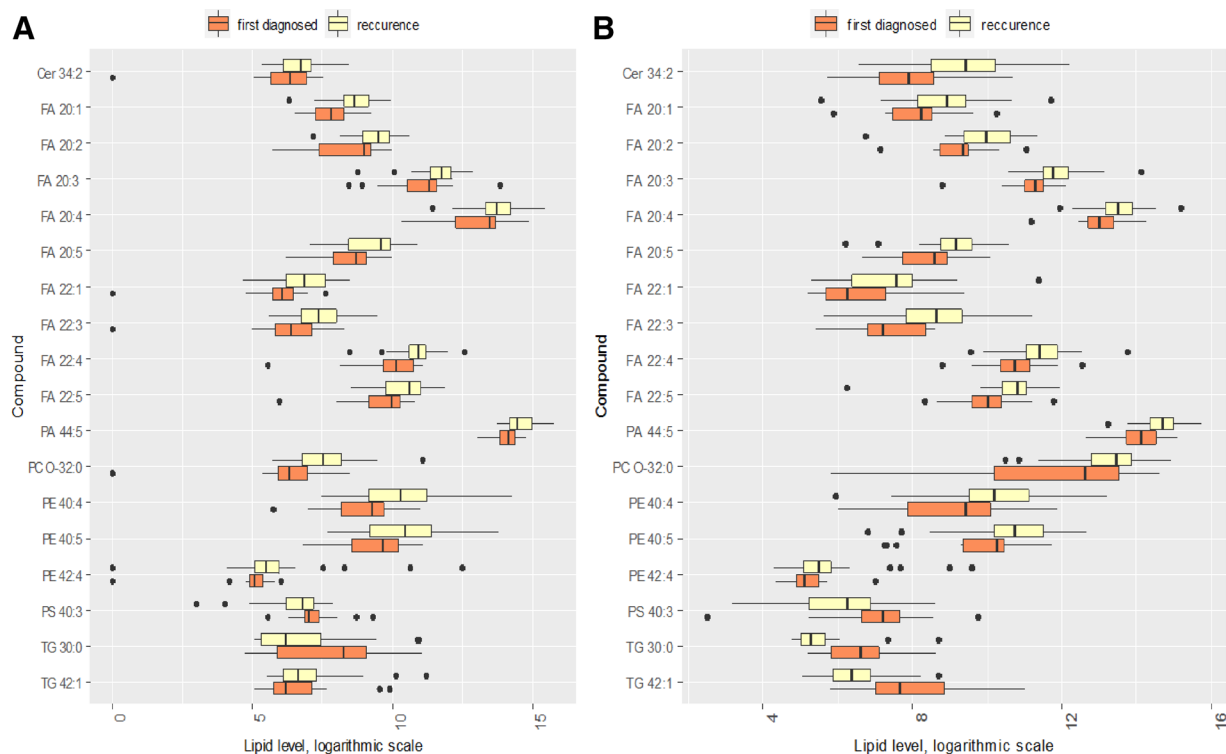 A
first diagnosed
reccurence
Cer 34:2
FA 20:1
FA 20:2
FA 20:3
FA 20:4
FA 20:5
FA 22:1
FA 22:3
FA 22:4
FA 22:5
PA 44:5
PC O-32:0
PE 40:4
PE 40:5
PE 42:4
PS 40:3
TG 30:0
TG 42:1
Compound
0
5
10
15
Lipid level, logarithmic scale
B
first diagnosed
reccurence
Cer 34:2
FA 20:1
FA 20:2
FA 20:3
FA 20:4
FA 20:5
FA 22:1
FA 22:3
FA 22:4
FA 22:5
PA 44:5
PC O-32:0
PE 40:4
PE 40:5
PE 42:4
PS 40:3
TG 30:0
TG 42:1
Compound
4
8
12
16
Lipid level, logarithmic scale